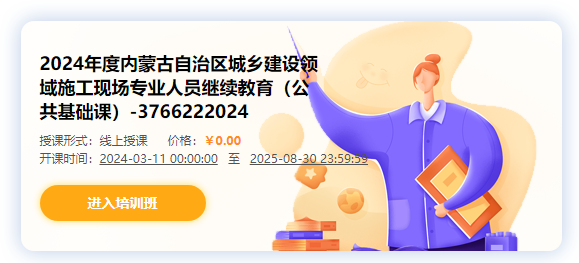 2024年度内蒙古自治区城乡建设领
域施工现场专业人员继续教育（公
共基础课）-3766222024
授课形式：线上授课 价格：￥0.00
开课时间：2024-03-11 00:00:00 至 2025-08-30 23:59:59
进入培训班